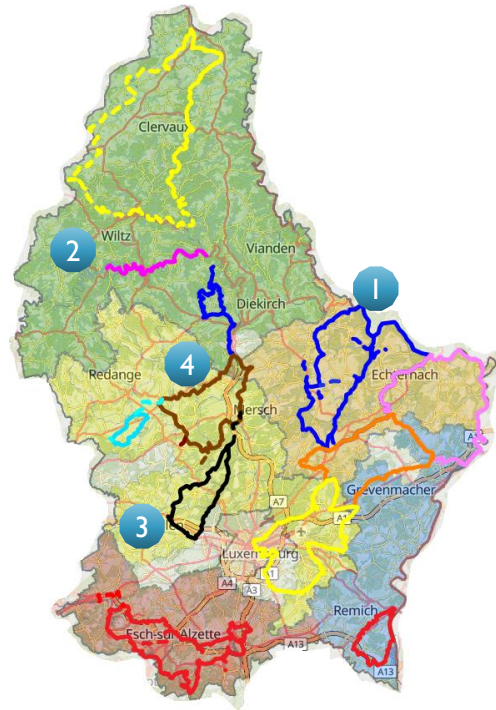 Clervaux
Wiltz
2
Vianden
Diekirch
1
4
Redange
Echternach
Mersch
A7
Grevenmacher
A1
3
Luxembourg
A1
A4
A3
Remich
Esch-sur-Alzette
A13
A13